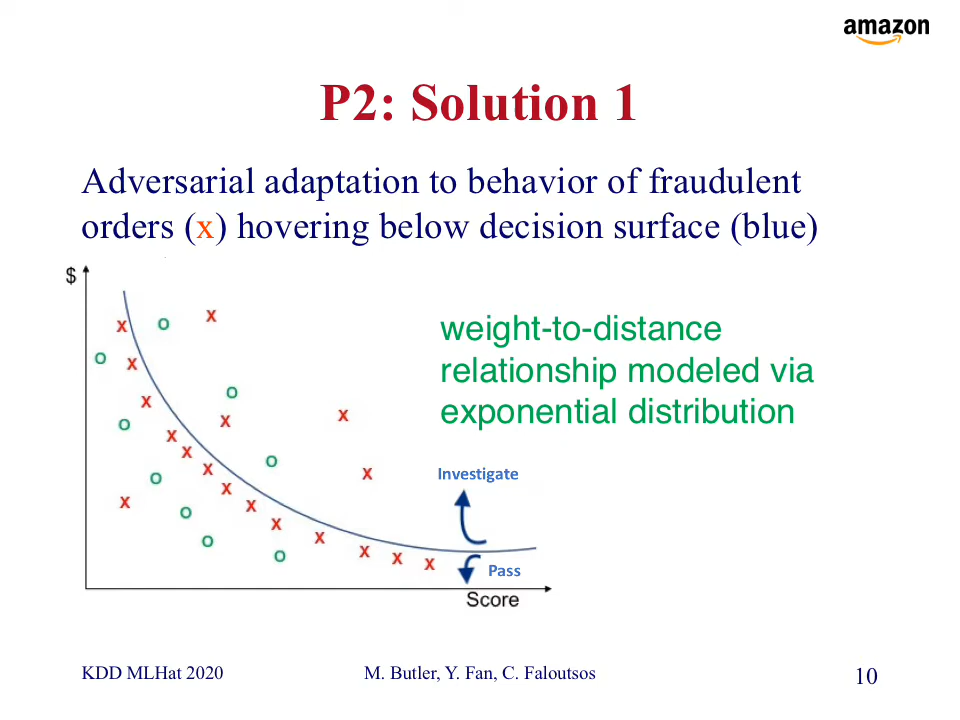 amazon
P2: Solution 1
Adversarial adaptation to behavior of fraudulent
orders (x) hovering below decision surface (blue)
$
weight-to-distance
relationship modeled via
exponential distribution
Investigate
Pass
Score
KDD MLHat 2020
M. Butler, Y. Fan, C. Faloutsos
10